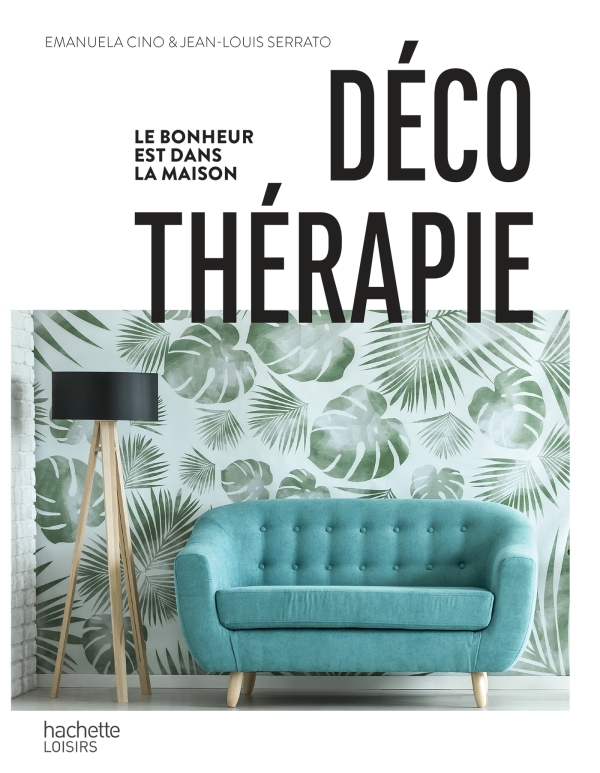 EMANUELA CINO & JEAN-LOUIS SERRATO
DÉCO
LE BONHEUR
EST DANS
LA MAISON
THÉRAPIE
hachette
LOISIRS